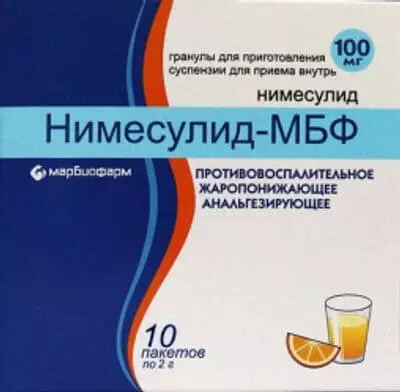 гранулы для приготовления
суспензии для приема внутрь
100
мг
нимесулид
Нимесулид-МБФ
марбиофарм
ПРОТИВОВОСПАЛИТЕЛЬНОЕ
ЖАРОПОНИЖАЮЩЕЕ
АНАЛЬГЕЗИРУЮЩЕЕ
10
пакетов
по 2 г